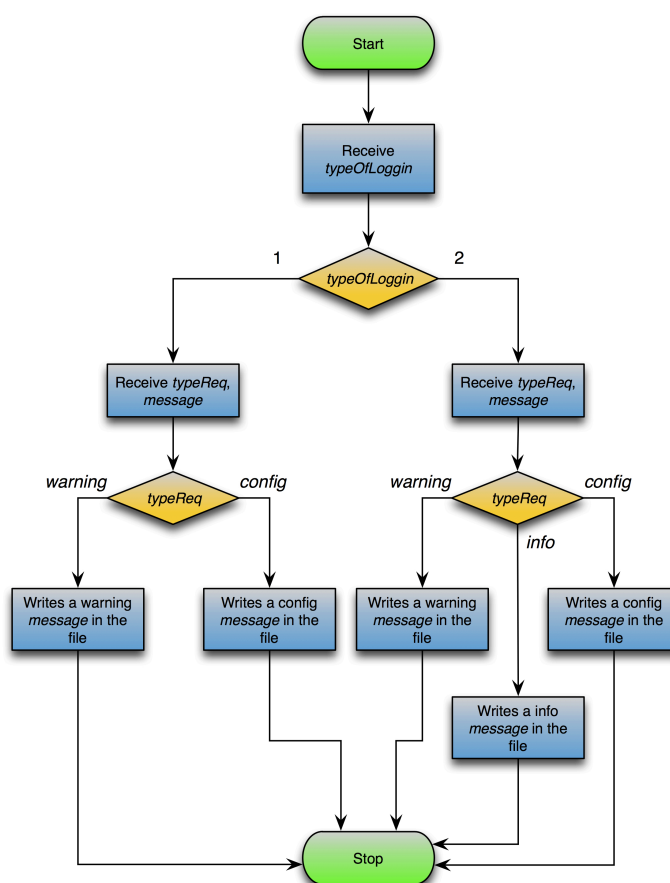 Start
Receive
typeOfLoggin
1
2
typeOfLoggin
Receive typeReq,
message
Receive typeReq,
message
warning
config
typeReq
warning
config
typeReq
info
Writes a warning
message in the
file
Writes a config
message in the
file
Writes a warning
message in the
file
Writes a config
message in the
file
Writes a info
message in the
file
Stop